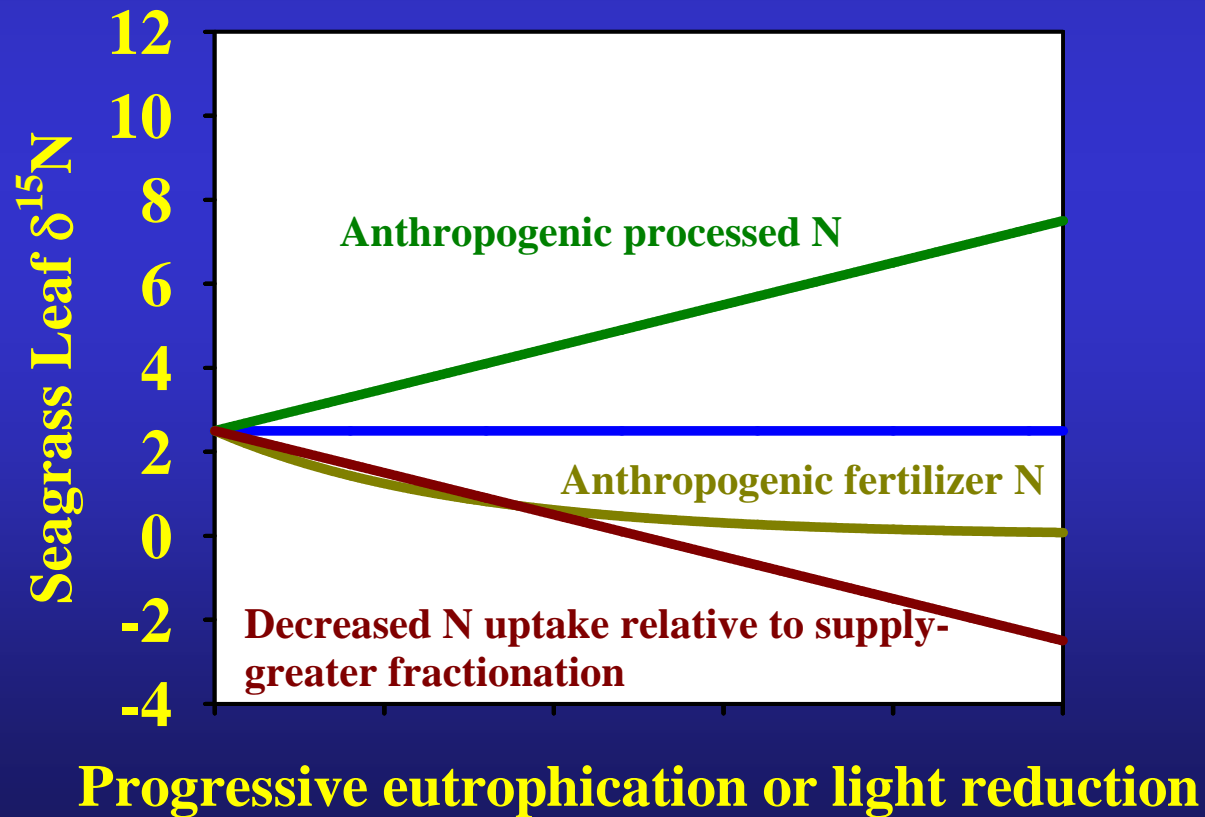 Seagrass Leaf δ¹⁵N
12
10
8
6
4
2
0
-2
-4
Anthropogenic processed N
Anthropogenic fertilizer N
Decreased N uptake relative to supply-
greater fractionation
Progressive eutrophication or light reduction